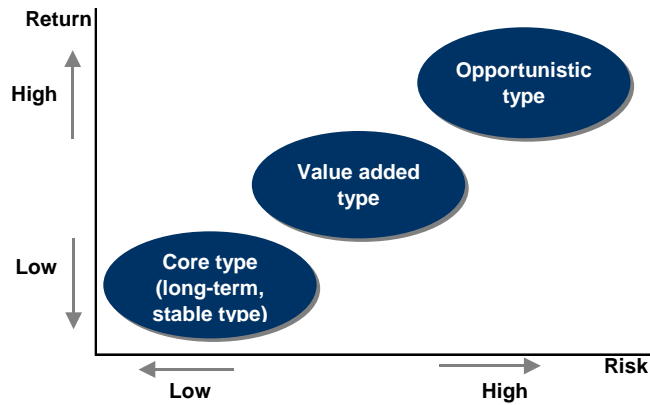 Return
High
Opportunistic
type
Value added
type
Low
Core type
(long-term,
stable type)
Risk
Low
High